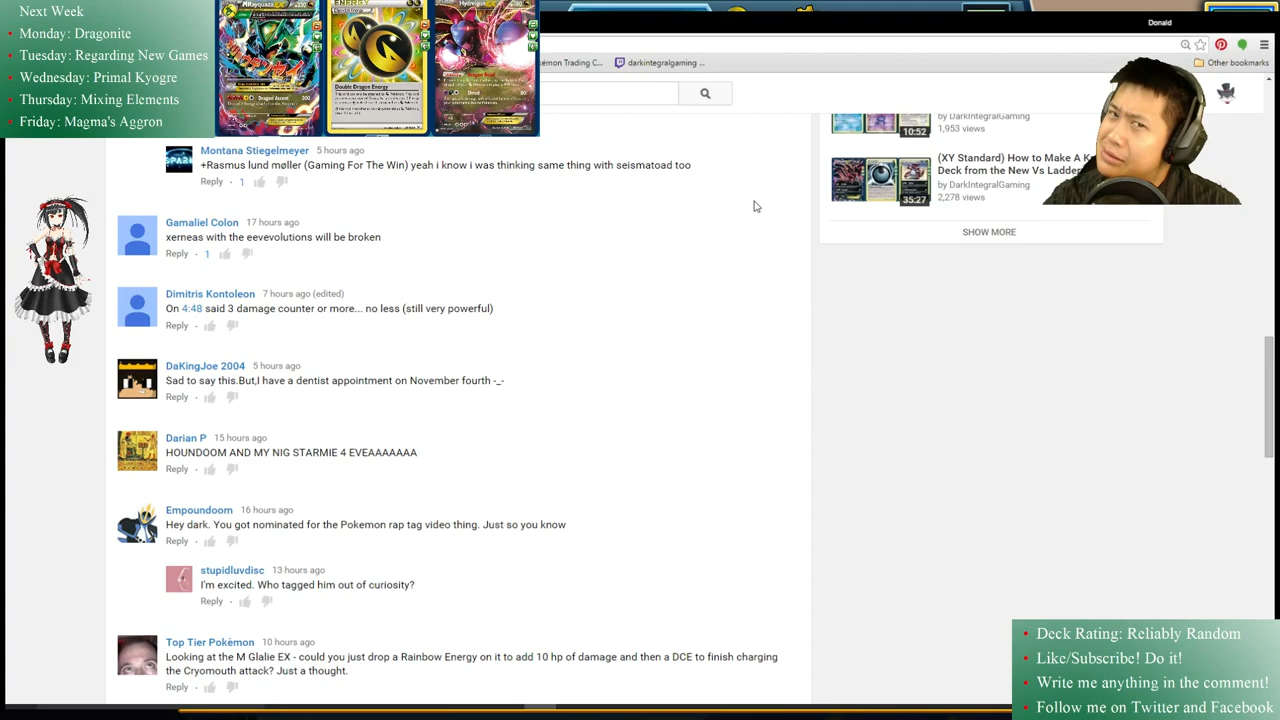 Next Week
Monday: Dragonite
Tuesday: Regarding New Games
Wednesday: Primal Kyogre
Thursday: Mixing Elements
Friday: Magma's Aggron
Double Dragon Energy
Donald
darkintegralgaming ...
Other bookmarks
by DarkIntegralGaming
1,953 views
10:52
(XY Standard) How to Make A K
Deck from the New Vs Ladder
by DarkIntegralGaming
2,278 views
35:27
SHOW MORE
Montana Stiegelmeyer 5 hours ago
+Rasmus lund møller (Gaming For The Win) yeah i know i was thinking same thing with seismatoad too
Reply · 1
Gamaliel Colon 17 hours ago
xerneas with the eevevolutions will be broken
Reply · 1
Dimitris Kontoleon 7 hours ago (edited)
On 4:48 said 3 damage counter or more... no less (still very powerful)
Reply ·
DaKingJoe 2004 5 hours ago
Sad to say this.But,I have a dentist appointment on November fourth -_-
Reply ·
Darian P 15 hours ago
HOUNDOOM AND MY NIG STARMIE 4 EVEAAAAAAA
Reply ·
Empoundoom 16 hours ago
Hey dark. You got nominated for the Pokemon rap tag video thing. Just so you know
Reply ·
stupidluvdisc 13 hours ago
I'm excited. Who tagged him out of curiosity?
Reply ·
Top Tier Pokèmon 10 hours ago
Looking at the M Glalie EX - could you just drop a Rainbow Energy on it to add 10 hp of damage and then a DCE to finish charging
the Cryomouth attack? Just a thought.
Reply ·
Deck Rating: Reliably Random
Like/Subscribe! Do it!
Write me anything in the comment!
Follow me on Twitter and Facebook